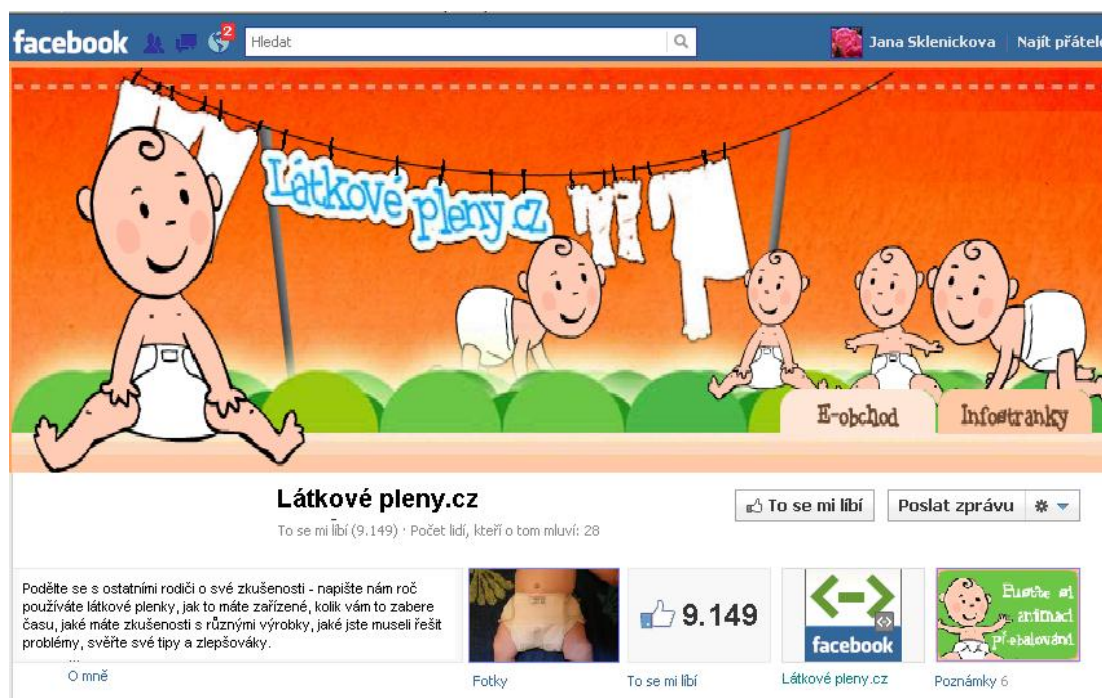 facebook
2
Hledat
Jana Sklenickova
Najít přátele
Látkové pleny.cz
E-obchod
Infostranky
Látkové pleny.cz
To se mi líbí
Poslat zprávu
To se mi líbí (9.149) · Počet lidí, kteří o tom mluví: 28
Podělte se s ostatními rodiči o své zkušenosti - napište nám roč
používáte látkové plenky, jak to máte zařízené, kolik vám to zabere
času, jaké máte zkušenosti s různými výrobky, jaké jste museli řešit
problémy, svěřte své tipy a zlepšováky.
...
O mně
Fotky
9.149
To se mi líbí
<->
facebook
Látkové pleny.cz
Pusťte si
animaci
přebalování
Poznámky 6